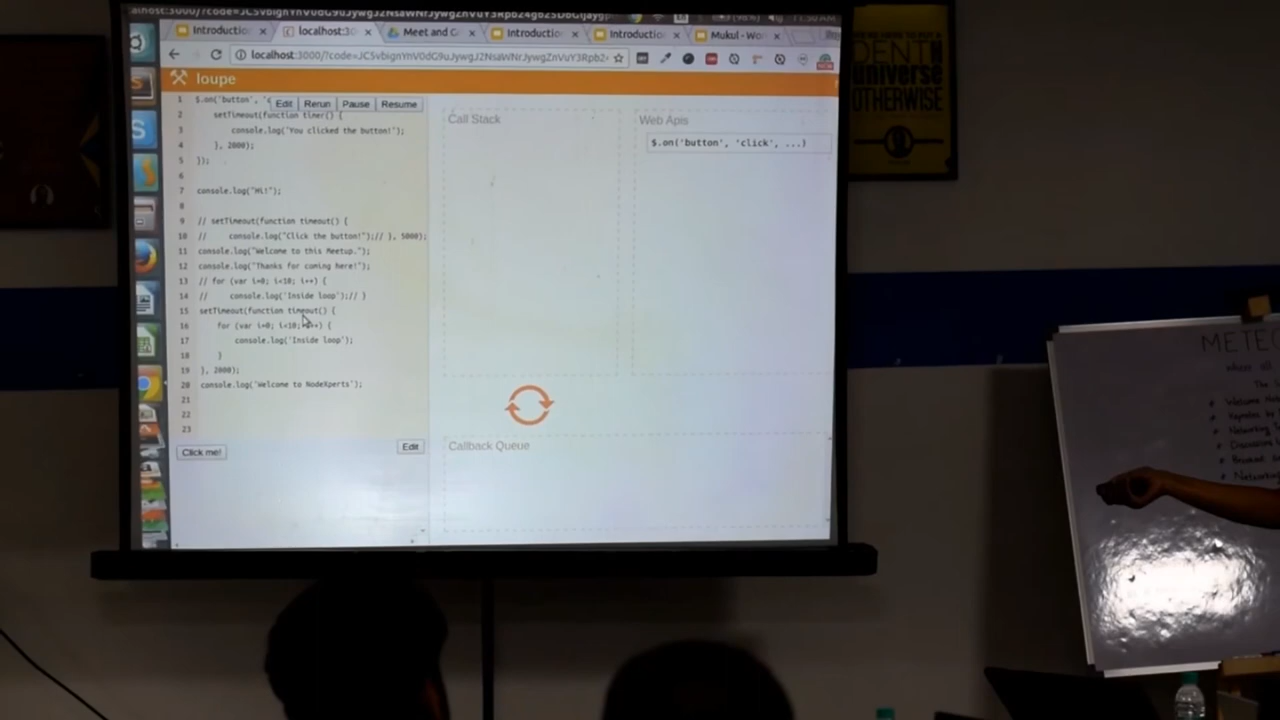 Introductio
localhost:30
Meet and G
Introductio
Introductio
Mukul - Wo
localhost:3000/?code=
loupe
Edit
Rerun
Pause
Resume
1 $.on('button', 'c
2 setTimeout(function timer() {
3 console.log('You clicked the button!');
4 }, 2000);
5 });
6
7 console.log("Hi!");
8
9 // setTimeout(function timeout() {
10 // console.log("Click the button!");// }, 5000);
11 console.log("Welcome to this Meetup.");
12 console.log("Thanks for coming here!");
13 // for (var i=0; i<10; i++) {
14 // console.log('Inside loop');// }
15 setTimeout(function timeout() {
16 for (var i=0; i<10; i++) {
17 console.log('Inside loop');
18 }
19 }, 2000);
20 console.log('Welcome to NodeXperts');
21
22
23
Click me!
Edit
Call Stack
Web Apis
$.on('button', 'click', ...)
Callback Queue
DENT
universe
OTHERWISE
METEO